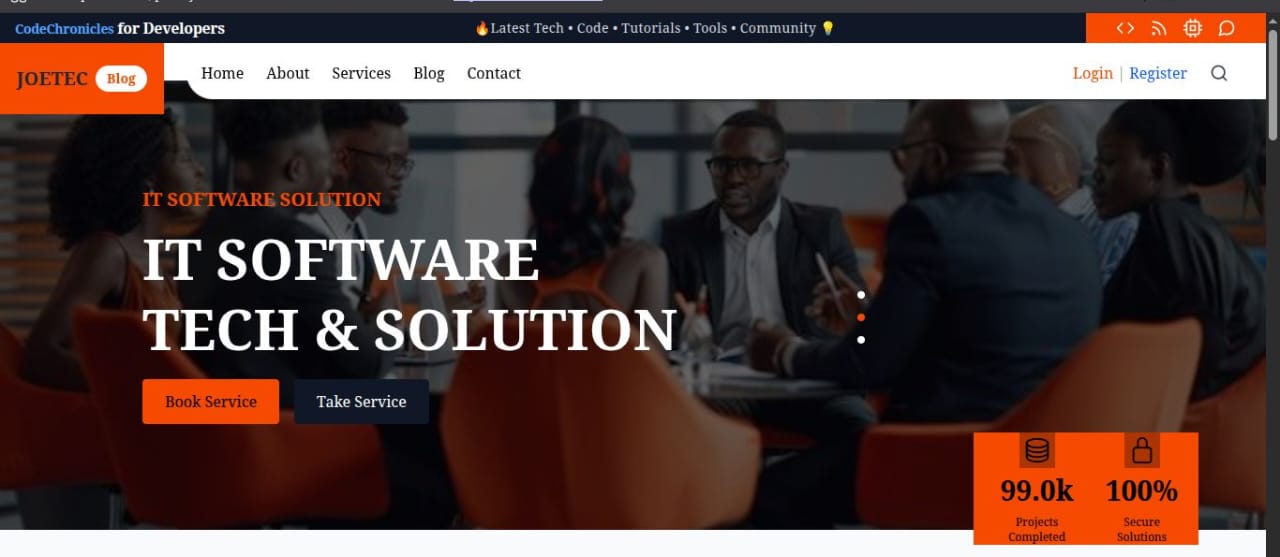 CodeChronicles for Developers
🔥Latest Tech • Code • Tutorials • Tools • Community 💡
JOETEC Blog
Home About Services Blog Contact
Login | Register
IT SOFTWARE SOLUTION
IT SOFTWARE
TECH & SOLUTION
Book Service Take Service
99.0k 100%
Projects Secure
Completed Solutions